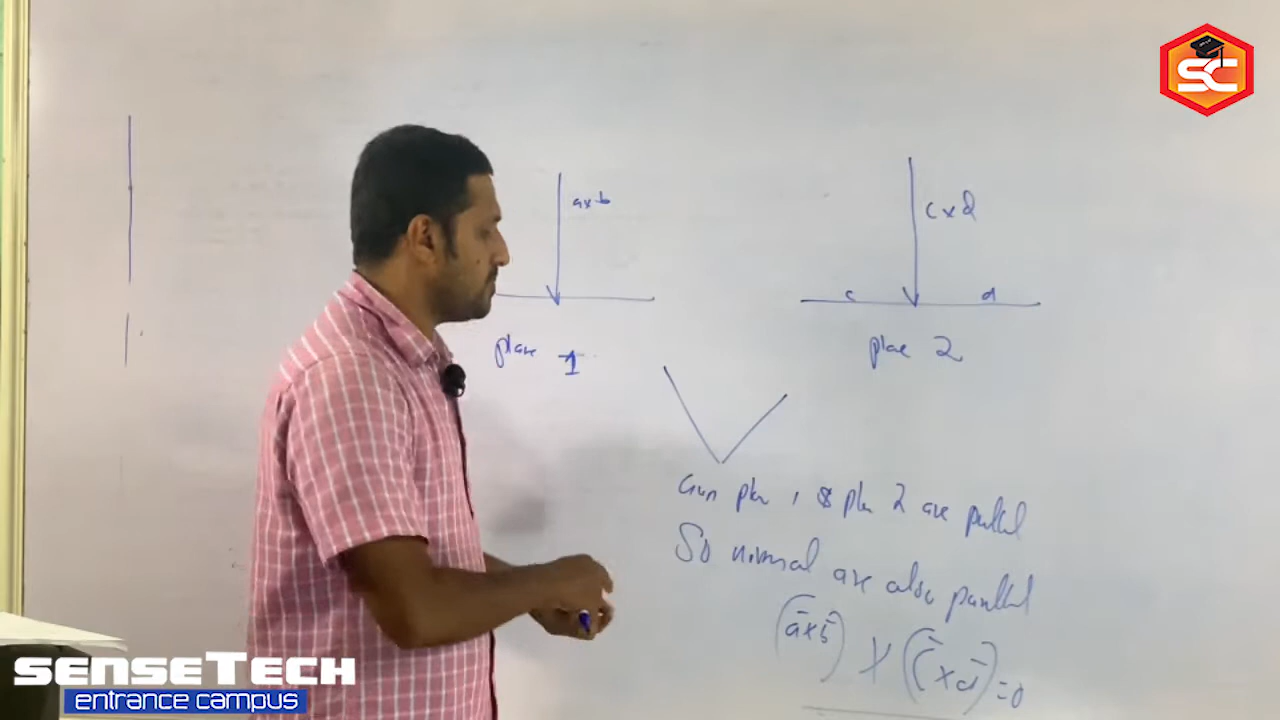 SC
a×b
c×d
c d
plane 1
plane 2
Given plane 1 & plane 2 are parallel
So normal are also parallel
(a̅×b̅) × (c̅×d̅) = 0
SENSETECH
entrance campus